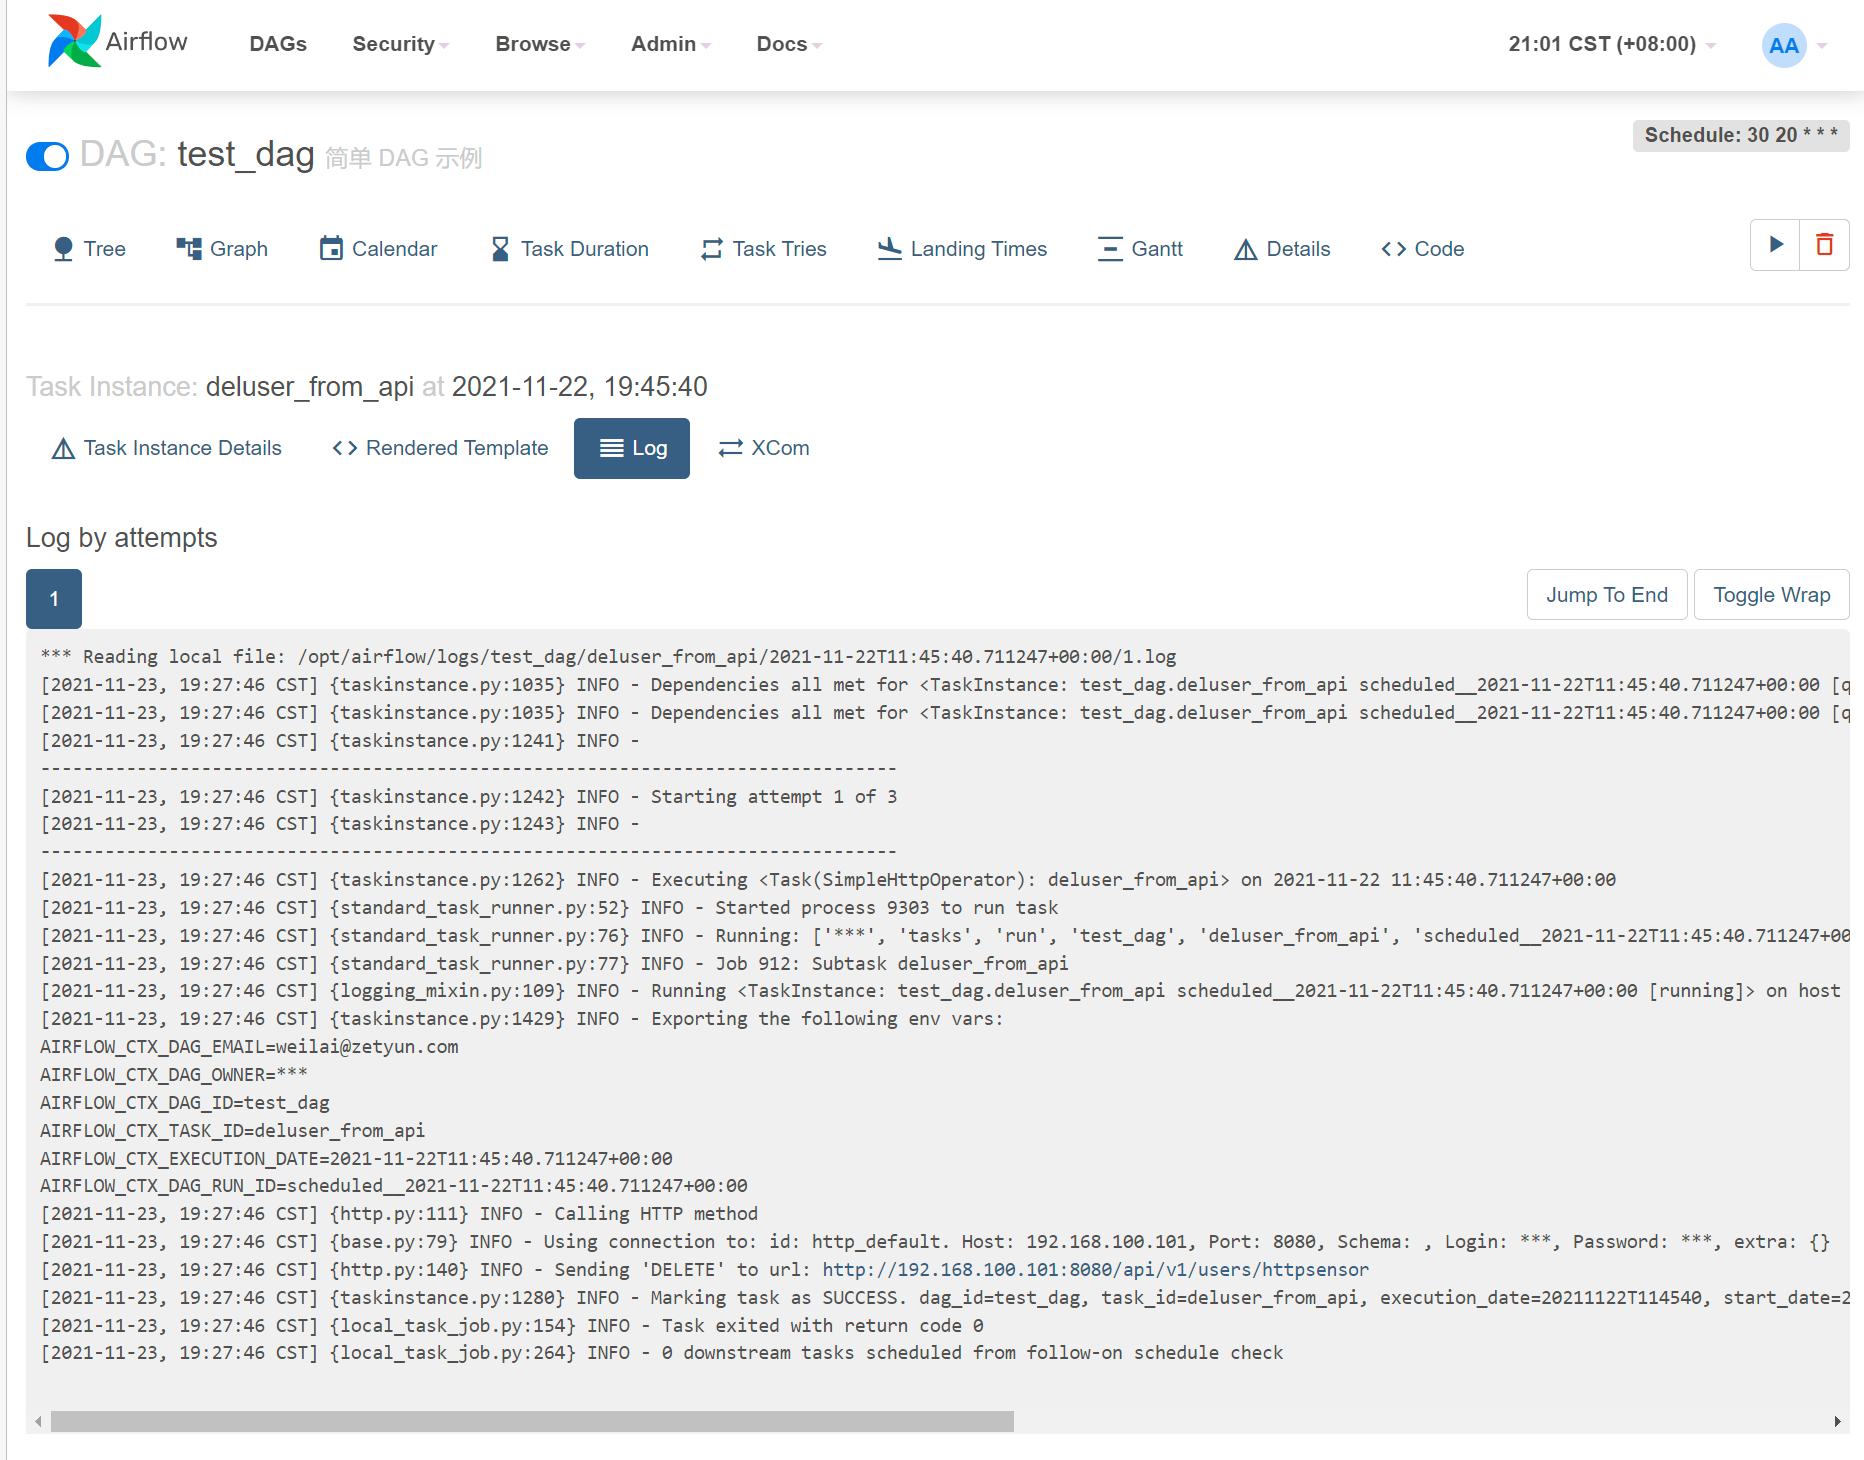 Airflow DAGs Security Browse Admin Docs 21:01 CST (+08:00) AA
Schedule: 30 20 * * *
DAG: test_dag 简单 DAG 示例
Tree Graph Calendar Task Duration Task Tries Landing Times Gantt Details Code
Task Instance: deluser_from_api at 2021-11-22, 19:45:40
Task Instance Details Rendered Template Log XCom
Log by attempts
1 Jump To End Toggle Wrap
*** Reading local file: /opt/airflow/logs/test_dag/deluser_from_api/2021-11-22T11:45:40.711247+00:00/1.log
[2021-11-23, 19:27:46 CST] {taskinstance.py:1035} INFO - Dependencies all met for <TaskInstance: test_dag.deluser_from_api scheduled__2021-11-22T11:45:40.711247+00:00 [q
[2021-11-23, 19:27:46 CST] {taskinstance.py:1035} INFO - Dependencies all met for <TaskInstance: test_dag.deluser_from_api scheduled__2021-11-22T11:45:40.711247+00:00 [q
[2021-11-23, 19:27:46 CST] {taskinstance.py:1241} INFO -
--------------------------------------------------------------------------------
[2021-11-23, 19:27:46 CST] {taskinstance.py:1242} INFO - Starting attempt 1 of 3
[2021-11-23, 19:27:46 CST] {taskinstance.py:1243} INFO -
--------------------------------------------------------------------------------
[2021-11-23, 19:27:46 CST] {taskinstance.py:1262} INFO - Executing <Task(SimpleHttpOperator): deluser_from_api> on 2021-11-22 11:45:40.711247+00:00
[2021-11-23, 19:27:46 CST] {standard_task_runner.py:52} INFO - Started process 9303 to run task
[2021-11-23, 19:27:46 CST] {standard_task_runner.py:76} INFO - Running: ['***', 'tasks', 'run', 'test_dag', 'deluser_from_api', 'scheduled__2021-11-22T11:45:40.711247+00
[2021-11-23, 19:27:46 CST] {standard_task_runner.py:77} INFO - Job 912: Subtask deluser_from_api
[2021-11-23, 19:27:46 CST] {logging_mixin.py:109} INFO - Running <TaskInstance: test_dag.deluser_from_api scheduled__2021-11-22T11:45:40.711247+00:00 [running]> on host
[2021-11-23, 19:27:46 CST] {taskinstance.py:1429} INFO - Exporting the following env vars:
AIRFLOW_CTX_DAG_EMAIL=weilai@zetyun.com
AIRFLOW_CTX_DAG_OWNER=***
AIRFLOW_CTX_DAG_ID=test_dag
AIRFLOW_CTX_TASK_ID=deluser_from_api
AIRFLOW_CTX_EXECUTION_DATE=2021-11-22T11:45:40.711247+00:00
AIRFLOW_CTX_DAG_RUN_ID=scheduled__2021-11-22T11:45:40.711247+00:00
[2021-11-23, 19:27:46 CST] {http.py:111} INFO - Calling HTTP method
[2021-11-23, 19:27:46 CST] {base.py:79} INFO - Using connection to: id: http_default. Host: 192.168.100.101, Port: 8080, Schema: , Login: ***, Password: ***, extra: {}
[2021-11-23, 19:27:46 CST] {http.py:140} INFO - Sending 'DELETE' to url: http://192.168.100.101:8080/api/v1/users/httpsensor
[2021-11-23, 19:27:46 CST] {taskinstance.py:1280} INFO - Marking task as SUCCESS. dag_id=test_dag, task_id=deluser_from_api, execution_date=20211122T114540, start_date=2
[2021-11-23, 19:27:46 CST] {local_task_job.py:154} INFO - Task exited with return code 0
[2021-11-23, 19:27:46 CST] {local_task_job.py:264} INFO - 0 downstream tasks scheduled from follow-on schedule check